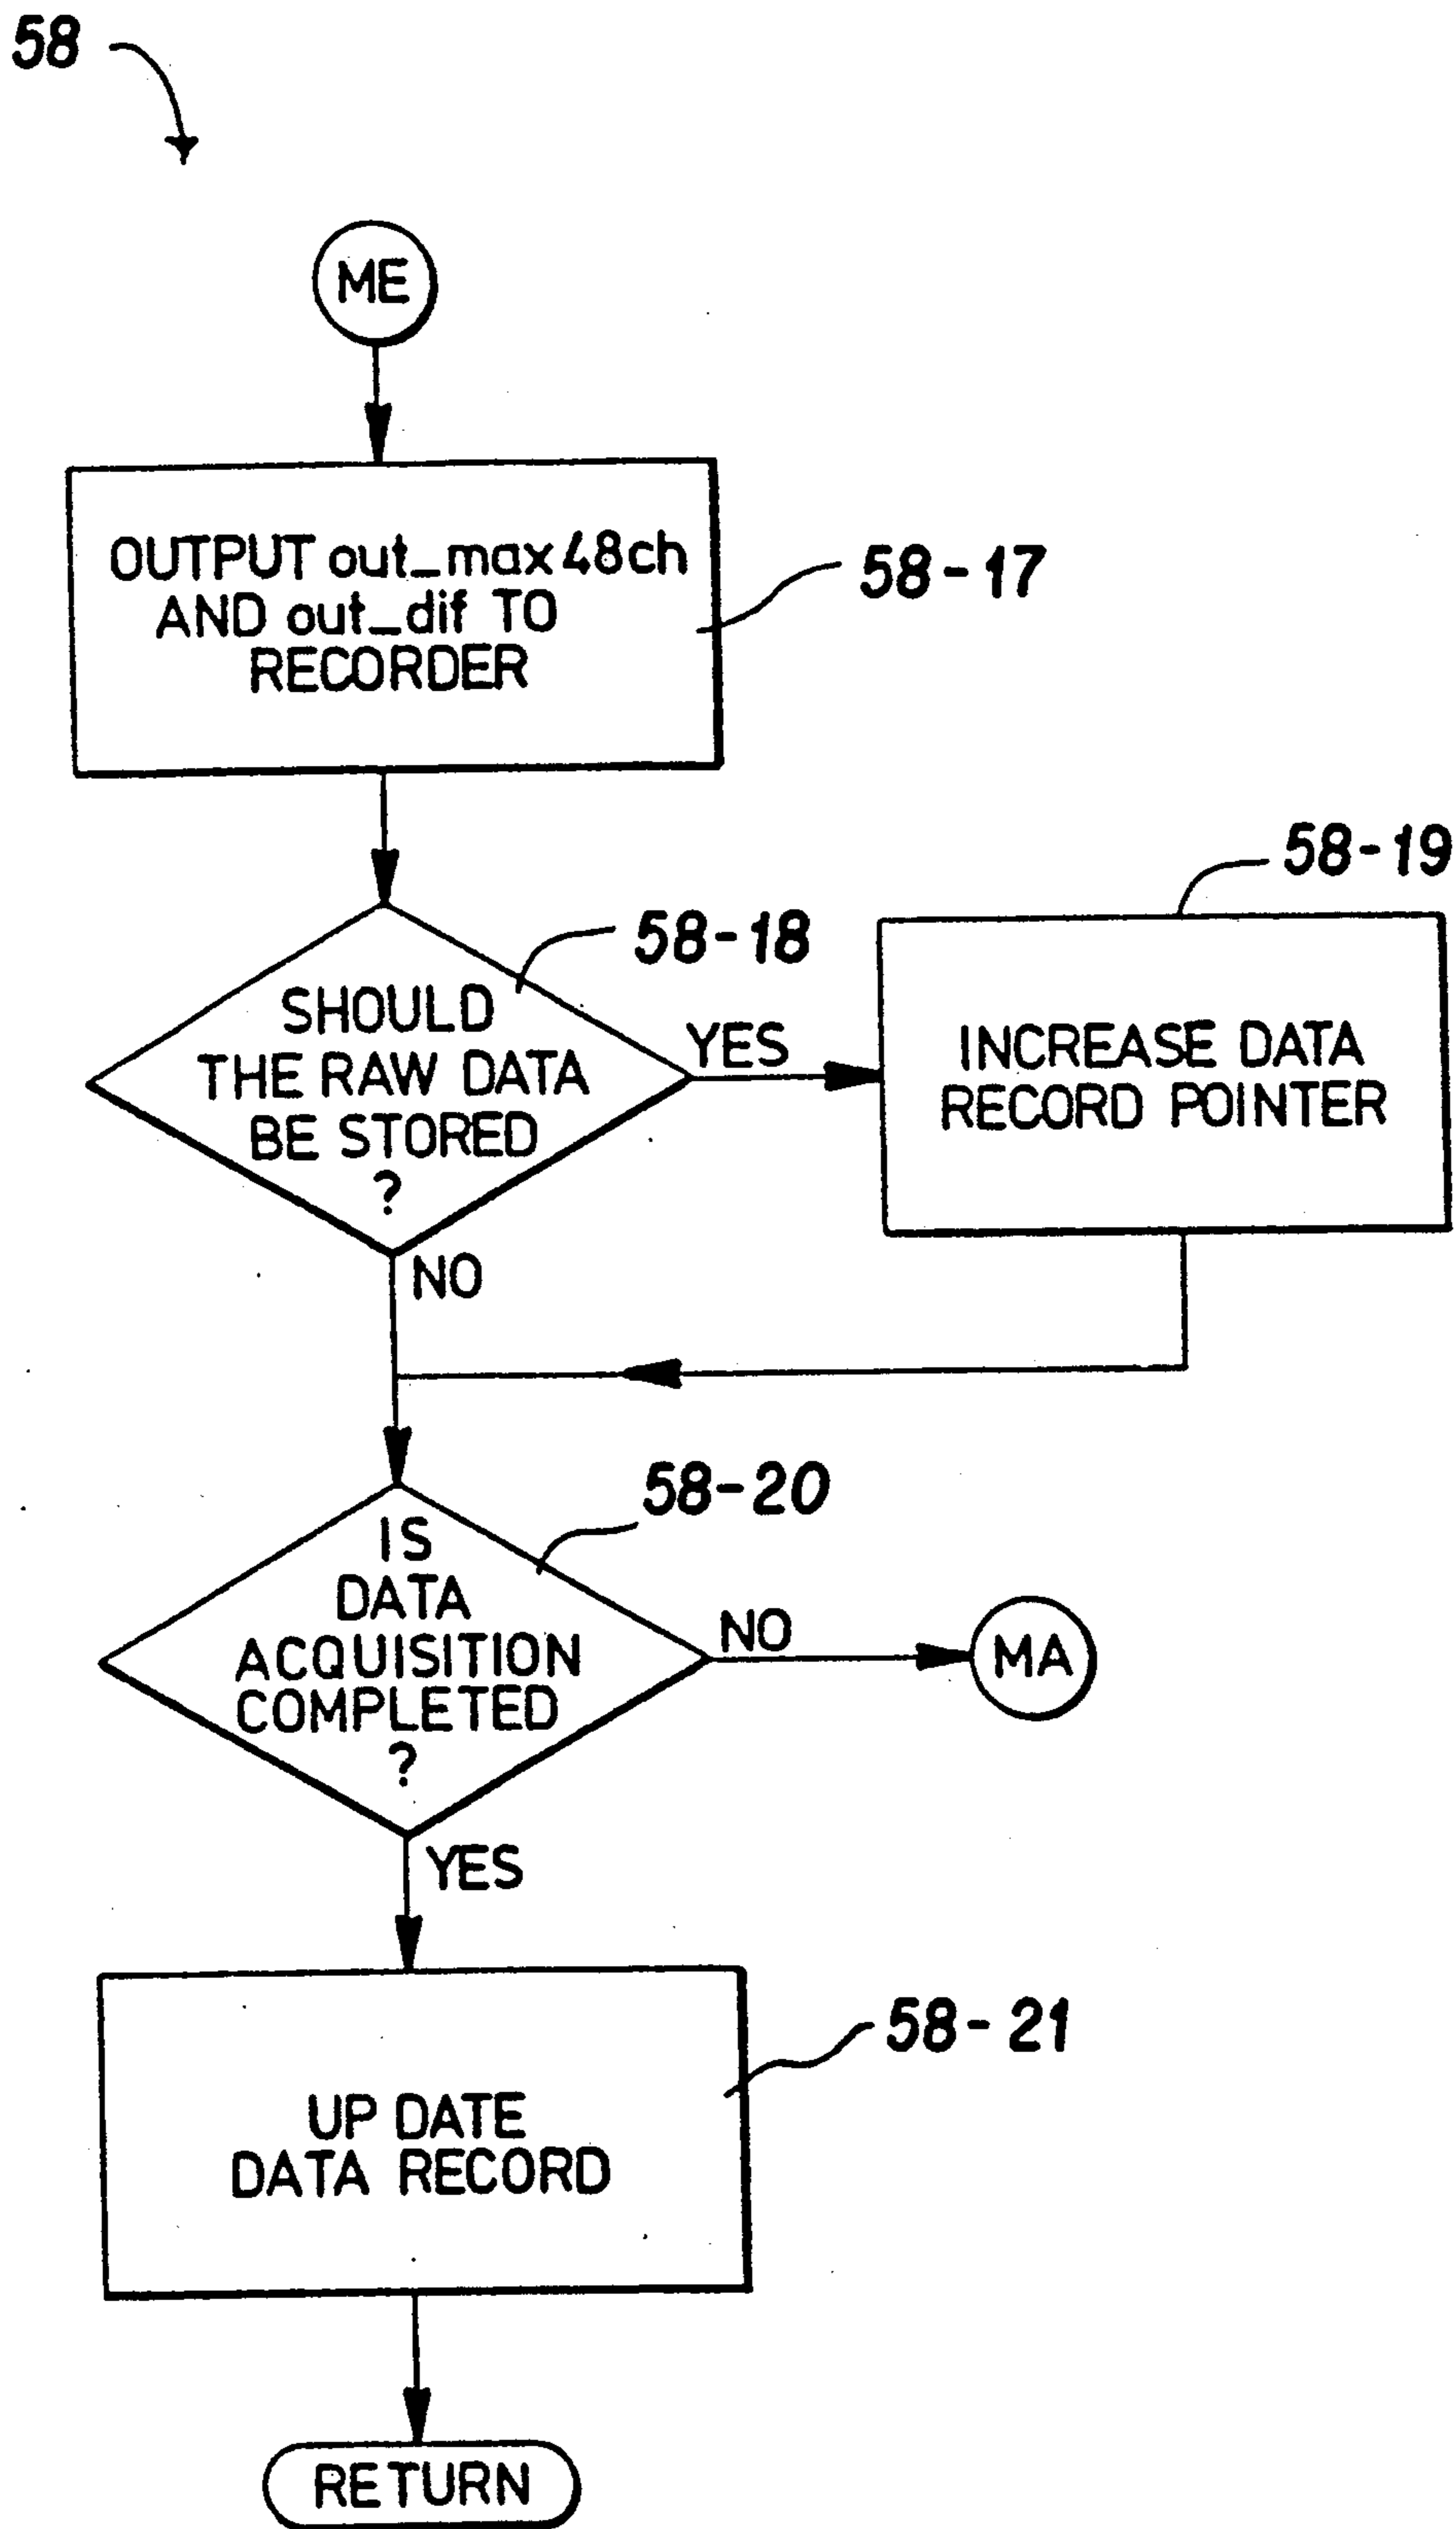 58
ME
OUTPUT out_max48ch
AND out_dif TO
RECORDER
58-17
58-19
58-18
SHOULD
THE RAW DATA
BE STORED
?
YES
INCREASE DATA
RECORD POINTER
NO
58-20
IS
DATA
ACQUISITION
COMPLETED
?
NO
MA
YES
58-21
UP DATE
DATA RECORD
RETURN